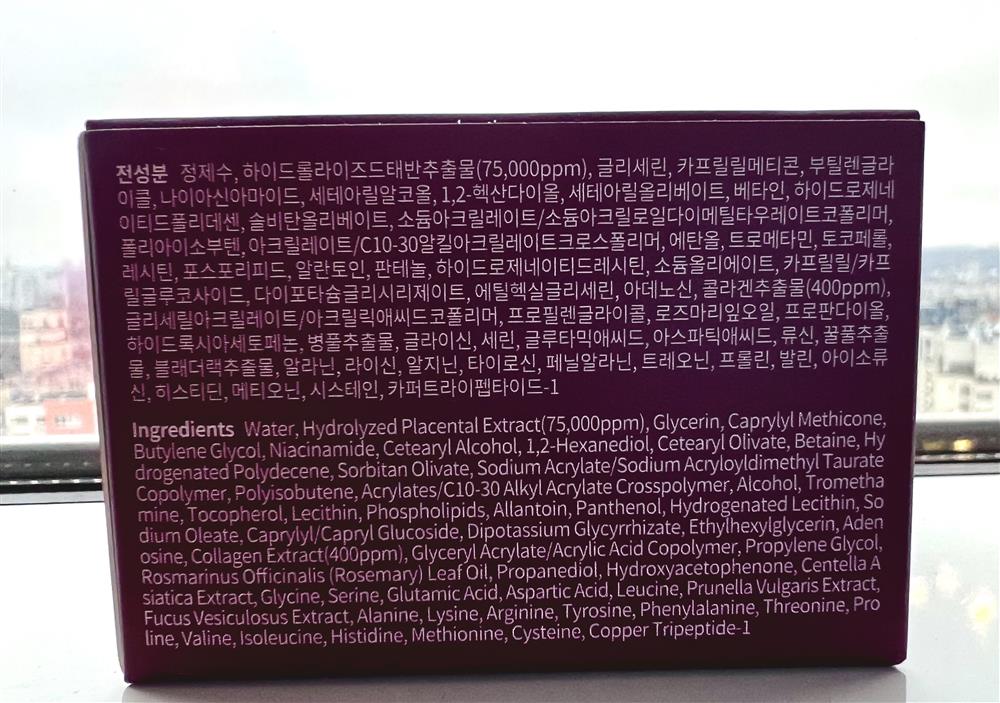 전성분 정제수, 하이드롤라이즈드태반추출물(75,000ppm), 글리세린, 카프릴릴메티콘, 부틸렌글라
이콜, 나이아신아마이드, 세테아릴알코올, 1,2-헥산다이올, 세테아릴올리베이트, 베타인, 하이드로제네
이티드폴리데센, 솔비탄올리베이트, 소듐아크릴레이트/소듐아크릴로일다이메틸타우레이트코폴리머,
폴리아이소부텐, 아크릴레이트/C10-30알킬아크릴레이트크로스폴리머, 에탄올, 트로메타민, 토코페롤,
레시틴, 포스포리피드, 알란토인, 판테놀, 하이드로제네이티드레시틴, 소듐올리에이트, 카프릴릴/카프
릴글루코사이드, 다이포타슘글리시리제이트, 에틸헥실글리세린, 아데노신, 콜라겐추출물(400ppm),
글리세릴아크릴레이트/아크릴릭애씨드코폴리머, 프로필렌글라이콜, 로즈마리잎오일, 프로판다이올,
하이드록시아세토페논, 병풀추출물, 글라이신, 세린, 글루타믹애씨드, 아스파틱애씨드, 류신, 꿀풀추출
물, 블래더랙추출물, 알라닌, 라이신, 알지닌, 타이로신, 페닐알라닌, 트레오닌, 프롤린, 발린, 아이소류
신, 히스티딘, 메티오닌, 시스테인, 카퍼트라이펩타이드-1
Ingredients Water, Hydrolyzed Placental Extract(75,000ppm), Glycerin, Caprylyl Methicone,
Butylene Glycol, Niacinamide, Cetearyl Alcohol, 1,2-Hexanediol, Cetearyl Olivate, Betaine, Hy
drogenated Polydecene, Sorbitan Olivate, Sodium Acrylate/Sodium Acryloyldimethyl Taurate
Copolymer, Polyisobutene, Acrylates/C10-30 Alkyl Acrylate Crosspolymer, Alcohol, Trometha
mine, Tocopherol, Lecithin, Phospholipids, Allantoin, Panthenol, Hydrogenated Lecithin, So
dium Oleate, Caprylyl/Capryl Glucoside, Dipotassium Glycyrrhizate, Ethylhexylglycerin, Aden
osine, Collagen Extract(400ppm), Glyceryl Acrylate/Acrylic Acid Copolymer, Propylene Glycol,
Rosmarinus Officinalis (Rosemary) Leaf Oil, Propanediol, Hydroxyacetophenone, Centella A
siatica Extract, Glycine, Serine, Glutamic Acid, Aspartic Acid, Leucine, Prunella Vulgaris Extract,
Fucus Vesiculosus Extract, Alanine, Lysine, Arginine, Tyrosine, Phenylalanine, Threonine, Pro
line, Valine, Isoleucine, Histidine, Methionine, Cysteine, Copper Tripeptide-1